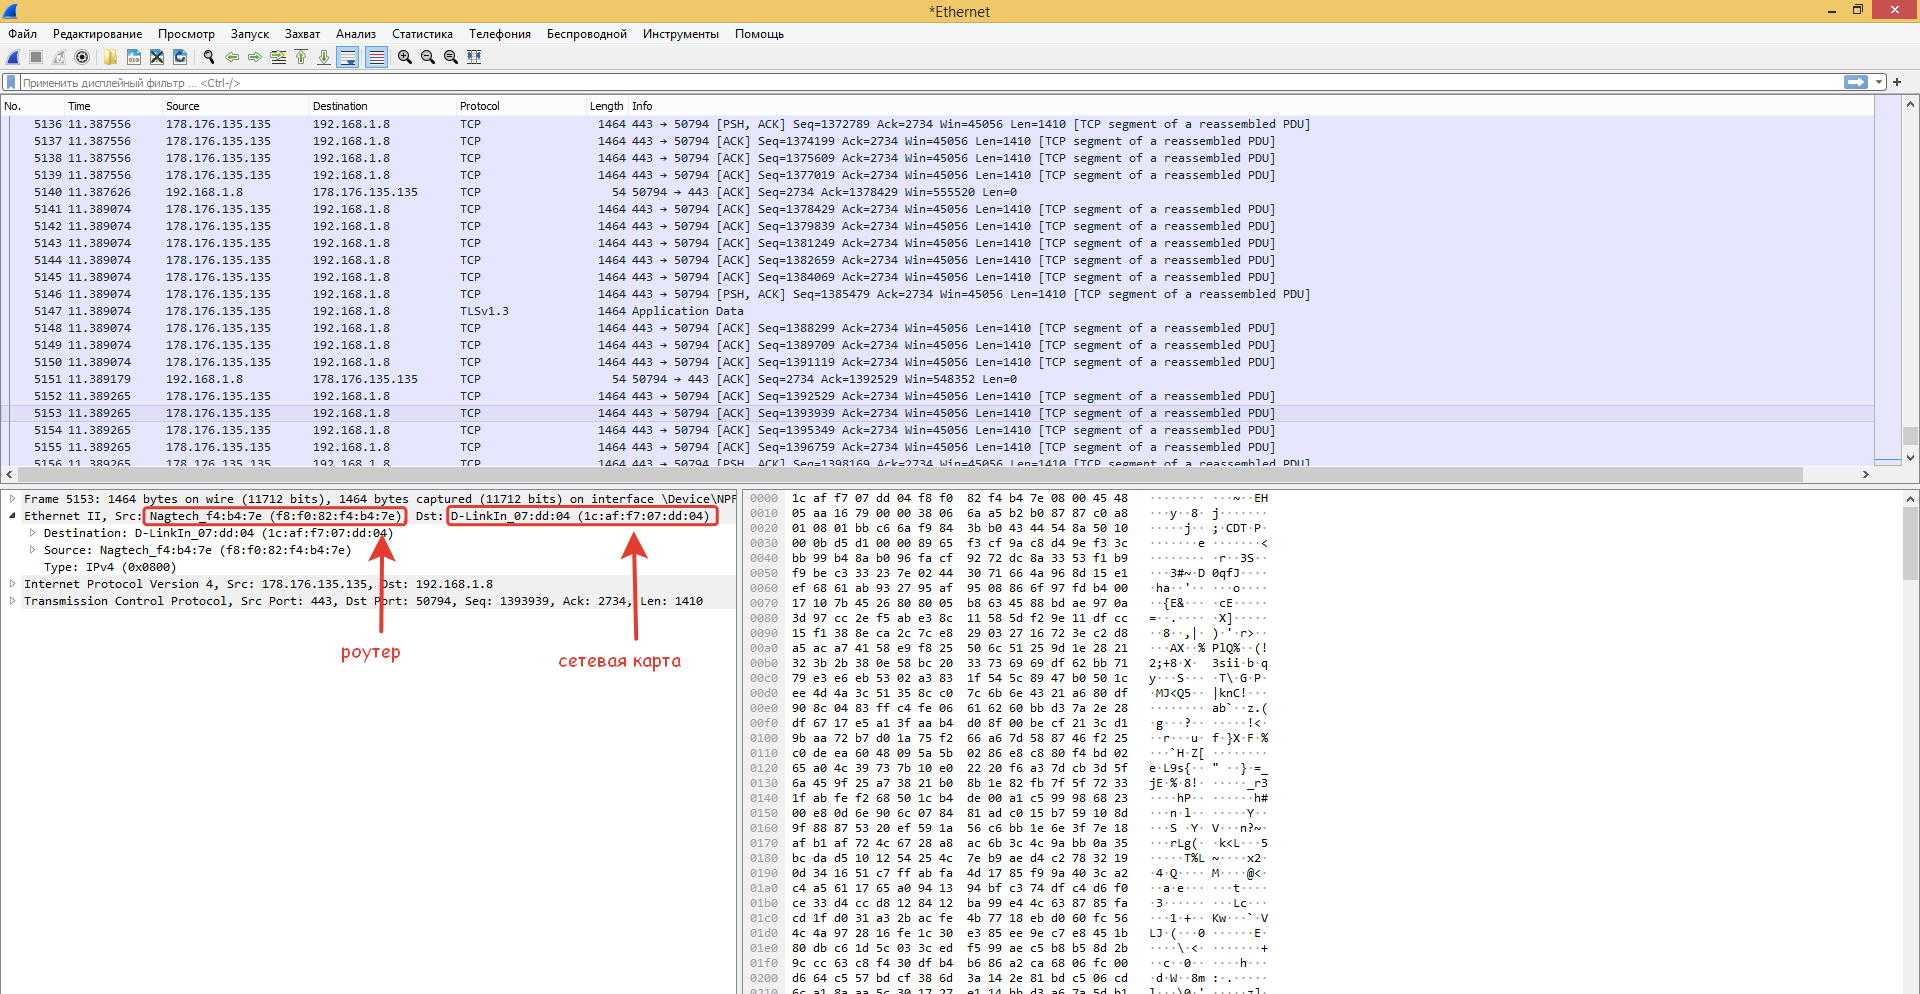 *Ethernet
Файл Редактирование Просмотр Запуск Захват Анализ Статистика Телефония Беспроводной Инструменты Помощь
Применить дисплейный фильтр ... <Ctrl-/>
No. Time Source Destination Protocol Length Info
5136 11.387556 178.176.135.135 192.168.1.8 TCP 1464 443 → 50794 [PSH, ACK] Seq=1372789 Ack=2734 Win=45056 Len=1410 [TCP segment of a reassembled PDU]
5137 11.387556 178.176.135.135 192.168.1.8 TCP 1464 443 → 50794 [ACK] Seq=1374199 Ack=2734 Win=45056 Len=1410 [TCP segment of a reassembled PDU]
5138 11.387556 178.176.135.135 192.168.1.8 TCP 1464 443 → 50794 [ACK] Seq=1375609 Ack=2734 Win=45056 Len=1410 [TCP segment of a reassembled PDU]
5139 11.387556 178.176.135.135 192.168.1.8 TCP 1464 443 → 50794 [ACK] Seq=1377019 Ack=2734 Win=45056 Len=1410 [TCP segment of a reassembled PDU]
5140 11.387626 192.168.1.8 178.176.135.135 TCP 54 50794 → 443 [ACK] Seq=2734 Ack=1378429 Win=555520 Len=0
5141 11.389074 178.176.135.135 192.168.1.8 TCP 1464 443 → 50794 [ACK] Seq=1378429 Ack=2734 Win=45056 Len=1410 [TCP segment of a reassembled PDU]
5142 11.389074 178.176.135.135 192.168.1.8 TCP 1464 443 → 50794 [ACK] Seq=1379839 Ack=2734 Win=45056 Len=1410 [TCP segment of a reassembled PDU]
5143 11.389074 178.176.135.135 192.168.1.8 TCP 1464 443 → 50794 [ACK] Seq=1381249 Ack=2734 Win=45056 Len=1410 [TCP segment of a reassembled PDU]
5144 11.389074 178.176.135.135 192.168.1.8 TCP 1464 443 → 50794 [ACK] Seq=1382659 Ack=2734 Win=45056 Len=1410 [TCP segment of a reassembled PDU]
5145 11.389074 178.176.135.135 192.168.1.8 TCP 1464 443 → 50794 [ACK] Seq=1384069 Ack=2734 Win=45056 Len=1410 [TCP segment of a reassembled PDU]
5146 11.389074 178.176.135.135 192.168.1.8 TCP 1464 443 → 50794 [PSH, ACK] Seq=1385479 Ack=2734 Win=45056 Len=1410 [TCP segment of a reassembled PDU]
5147 11.389074 178.176.135.135 192.168.1.8 TLSv1.3 1464 Application Data
5148 11.389074 178.176.135.135 192.168.1.8 TCP 1464 443 → 50794 [ACK] Seq=1388299 Ack=2734 Win=45056 Len=1410 [TCP segment of a reassembled PDU]
5149 11.389074 178.176.135.135 192.168.1.8 TCP 1464 443 → 50794 [ACK] Seq=1389709 Ack=2734 Win=45056 Len=1410 [TCP segment of a reassembled PDU]
5150 11.389074 178.176.135.135 192.168.1.8 TCP 1464 443 → 50794 [ACK] Seq=1391119 Ack=2734 Win=45056 Len=1410 [TCP segment of a reassembled PDU]
5151 11.389179 192.168.1.8 178.176.135.135 TCP 54 50794 → 443 [ACK] Seq=2734 Ack=1392529 Win=548352 Len=0
5152 11.389265 178.176.135.135 192.168.1.8 TCP 1464 443 → 50794 [ACK] Seq=1392529 Ack=2734 Win=45056 Len=1410 [TCP segment of a reassembled PDU]
5153 11.389265 178.176.135.135 192.168.1.8 TCP 1464 443 → 50794 [ACK] Seq=1393939 Ack=2734 Win=45056 Len=1410 [TCP segment of a reassembled PDU]
5154 11.389265 178.176.135.135 192.168.1.8 TCP 1464 443 → 50794 [ACK] Seq=1395349 Ack=2734 Win=45056 Len=1410 [TCP segment of a reassembled PDU]
5155 11.389265 178.176.135.135 192.168.1.8 TCP 1464 443 → 50794 [ACK] Seq=1396759 Ack=2734 Win=45056 Len=1410 [TCP segment of a reassembled PDU]
5156 11.389265 178.176.135.135 192.168.1.8 TCP 1464 443 → 50794 [PSH, ACK] Seq=1398169 Ack=2734 Win=45056 Len=1410 [TCP segment of a reassembled PDU]
Frame 5153: 1464 bytes on wire (11712 bits), 1464 bytes captured (11712 bits) on interface \Device\NPF
Ethernet II, Src: Nagtech_f4:b4:7e (f8:f0:82:f4:b4:7e), Dst: D-LinkIn_07:dd:04 (1c:af:f7:07:dd:04)
Destination: D-LinkIn_07:dd:04 (1c:af:f7:07:dd:04)
Source: Nagtech_f4:b4:7e (f8:f0:82:f4:b4:7e)
Type: IPv4 (0x0800)
Internet Protocol Version 4, Src: 178.176.135.135, Dst: 192.168.1.8
Transmission Control Protocol, Src Port: 443, Dst Port: 50794, Seq: 1393939, Ack: 2734, Len: 1410
роутер
сетевая карта
0000 1c af f7 07 dd 04 f8 f0 82 f4 b4 7e 08 00 45 48
0010 05 aa 16 79 00 00 38 06 6a a5 b2 b0 87 87 c0 a8
0020 01 08 01 bb c6 6a f9 84 3b b0 43 44 54 8a 50 10
0030 00 0b d5 d1 00 00 89 65 f3 cf 9a c8 d4 9e f3 3c
0040 bb 99 b4 8a b0 96 fa cf 92 72 dc 8a 33 53 f1 b9
0050 f9 be c3 33 23 7e 02 44 30 71 66 4a 96 8d 15 e1
0060 ef 68 61 ab 93 27 95 af 95 08 86 6f 97 fd b4 00
0070 17 10 7b 45 26 80 80 05 b8 63 45 88 bd ae 97 0a
0080 3d 97 cc 2e f5 ab e3 8c 11 58 5d f2 9e 11 df cc
0090 15 f1 38 8e ca 2c 7c e8 29 03 27 16 72 3e c2 d8
00a0 a5 ac a7 41 58 e9 f8 25 50 6c 51 25 9d 1e 28 21
00b0 32 3b 2b 38 0e 58 bc 20 33 73 69 69 df 62 bb 71
00c0 79 e3 e6 eb 53 02 a3 83 1f 54 5c 89 47 b0 50 1c
00d0 ee 4d 4a 3c 51 35 8c c0 7c 6b 6e 43 21 a6 80 df
00e0 90 8c 04 83 ff c4 fe 06 61 62 60 bb d3 7a 2e 28
00f0 df 67 17 e5 a1 3f aa b4 d0 8f 00 be cf 21 3c d1
0100 9b aa 72 b7 d0 1a 75 f2 66 a6 7d 58 87 46 f2 25
0110 c0 de ea 60 48 09 5a 5b 02 86 e8 c8 80 f4 bd 02
0120 65 a0 4c 39 73 7b 10 e0 22 20 f6 a3 7d cb 3d 5f
0130 6a 45 9f 25 a7 38 21 b0 8b 1e 82 fb 7f 5f 72 33
0140 1f ab fe f2 68 50 1c b4 de 00 a1 c5 99 98 68 23
0150 00 e8 0d 6e 90 6c 07 84 81 ad c0 15 b7 59 10 8d
0160 9f 88 87 53 20 ef 59 1a 56 c6 bb 1e 6e 3f 7e 18
0170 af b1 af 72 4c 67 28 a8 ac 6b 3c 4c 9a bb 0a 35
0180 bc da d5 10 12 54 25 4c 7e b9 ae d4 c2 78 32 19
0190 0d 34 16 51 c7 ff ab fa 4d 17 85 f9 9a 40 3c a2
01a0 c4 a5 61 17 65 a0 94 13 94 bf c3 74 df c4 d6 f0
01b0 ce 33 d4 cc d8 12 84 12 ba 99 e4 4c 63 87 85 fa
01c0 cd 1f d0 31 a3 2b ac fe 4b 77 18 eb d0 60 fc 56
01d0 4c 4a 97 28 16 fe 1c 30 e3 85 ee 9e c7 e8 45 1b
01e0 80 db c6 1d 5c 03 3c ed f5 99 ae c5 b8 b5 8d 2b
01f0 9c cc 63 c8 f4 30 df b4 b6 86 a2 ca 68 06 fc 00
0200 d6 64 c5 57 bd cf 38 6d 3a 14 2e 81 bd c5 06 cd